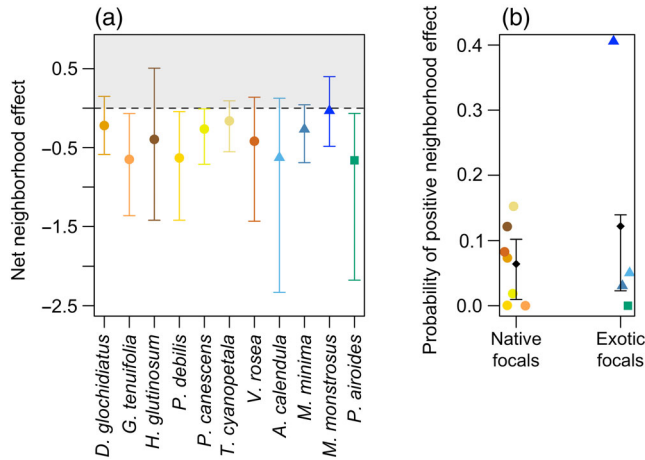 (a)
Net neighborhood effect
0.5
−0.5
−1.5
−2.5
D. glochidiatus
G. tenuifolia
H. glutinosum
P. debilis
P. canescens
T. cyanopetala
V. rosea
A. calendula
M. minima
M. monstrosus
P. airoides
(b)
Probability of positive neighborhood effect
0.4
0.3
0.2
0.1
0.0
Native
focals
Exotic
focals